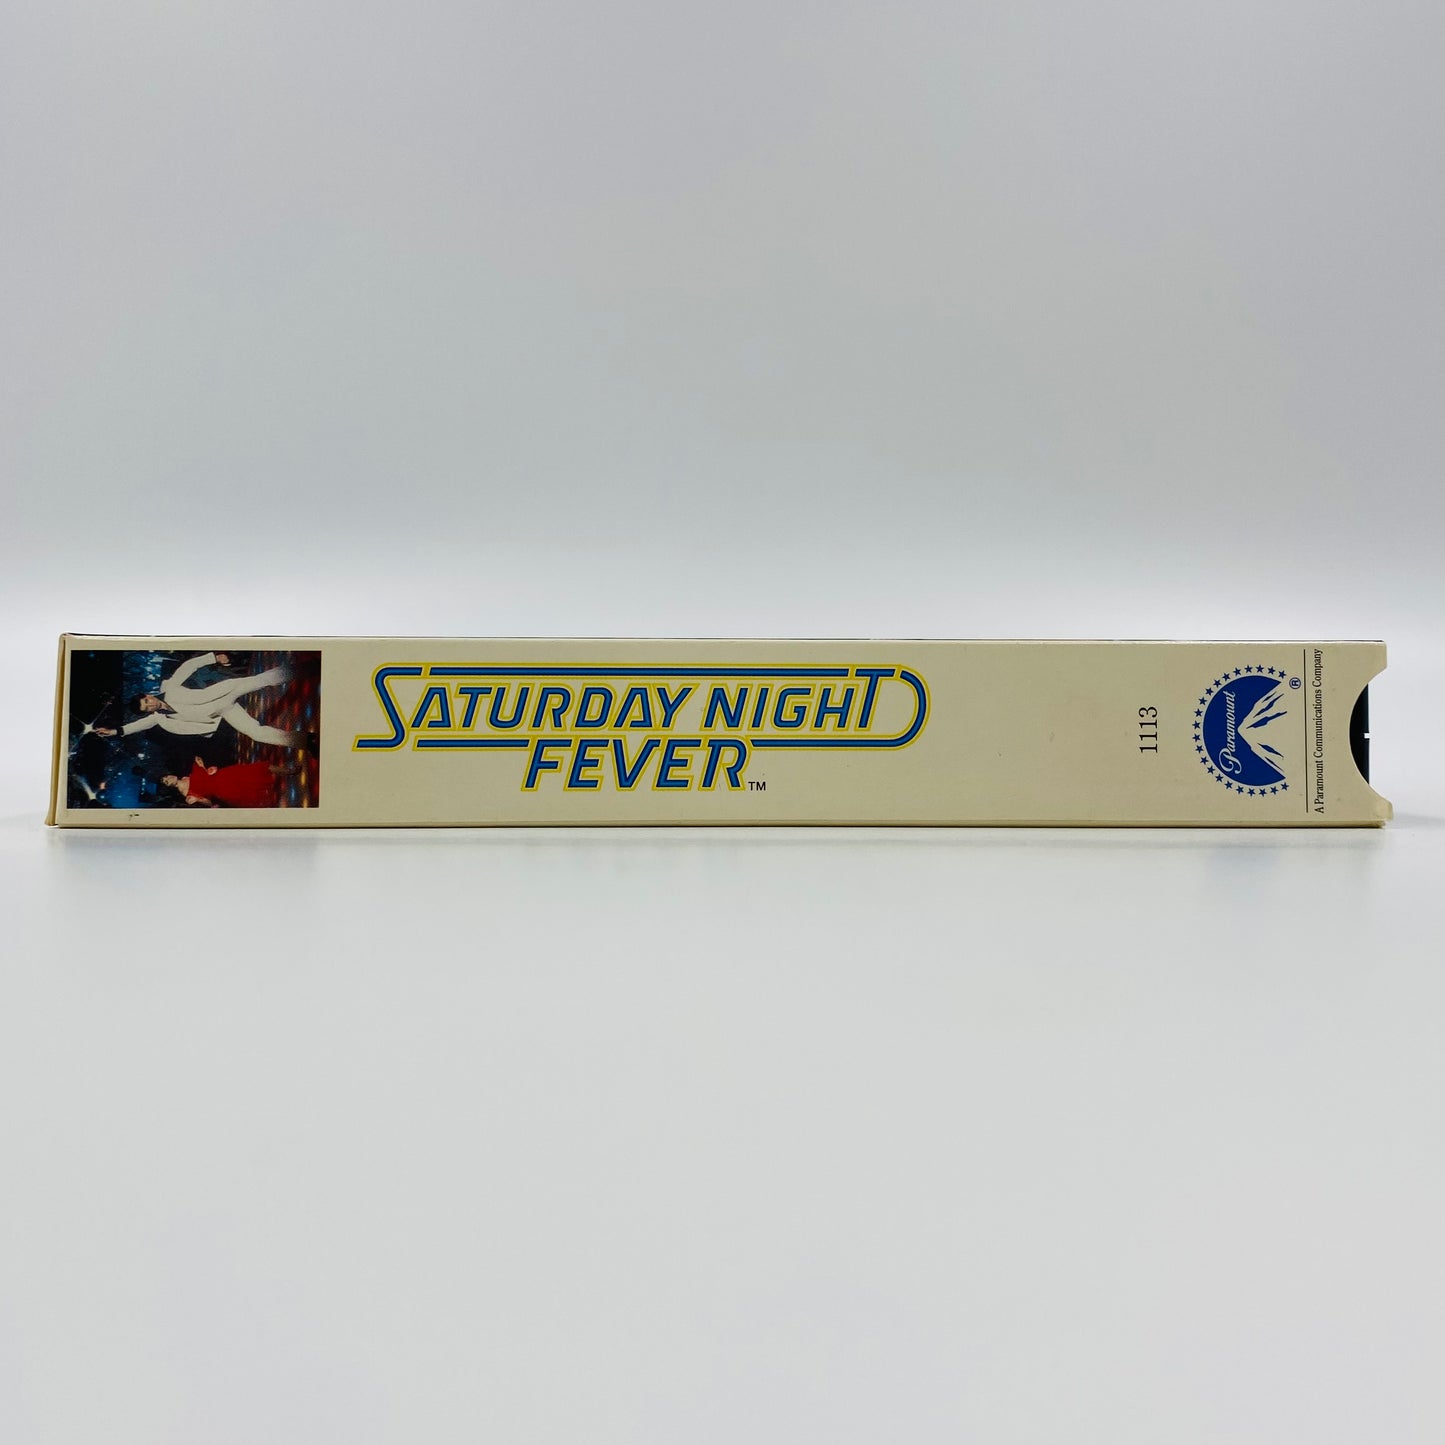 SATURDAY NIGHT
FEVER™
1113
Paramount
®
A Paramount Communications Company